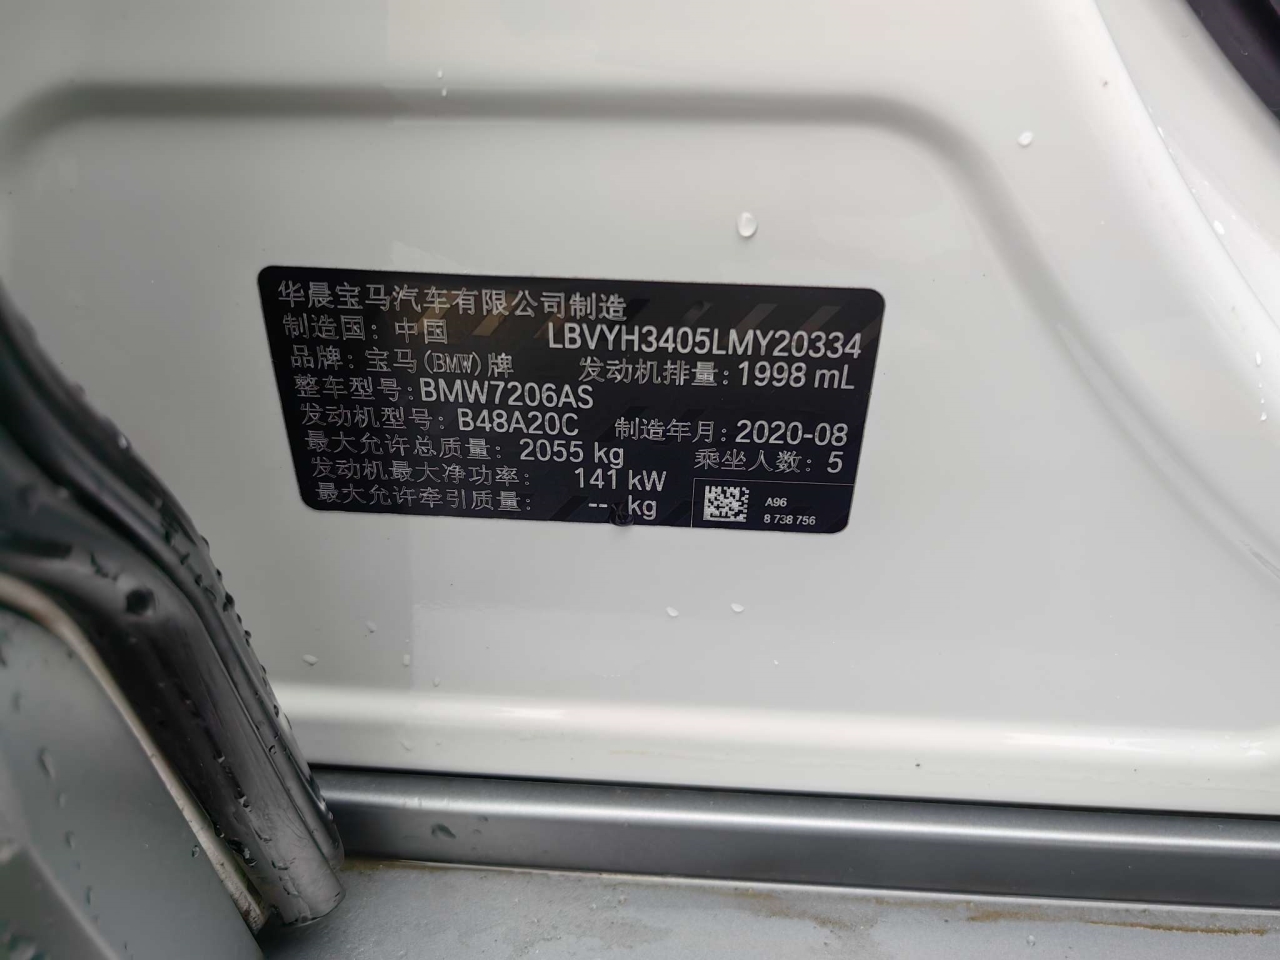 华晨宝马汽车有限公司制造
制造国：中国
LBVYH3405LMY20334
品牌：宝马(BMW)牌
发动机排量：1998 mL
整车型号：BMW7206AS
发动机型号：B48A20C
制造年月：2020-08
最大允许总质量：2055 kg
乘坐人数：5
发动机最大净功率：141 kW
最大允许牵引质量：-- kg
A96
8 738 756